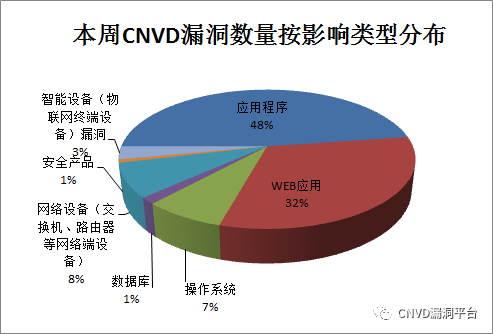 本周CNVD漏洞数量按影响类型分布
智能设备（物
联网终端设
备）漏洞
3%
应用程序
48%
安全产品
1%
WEB应用
32%
网络设备（交
换机、路由器
等网络端设
备）
8%
数据库
1%
操作系统
7%
CNVD漏洞平台